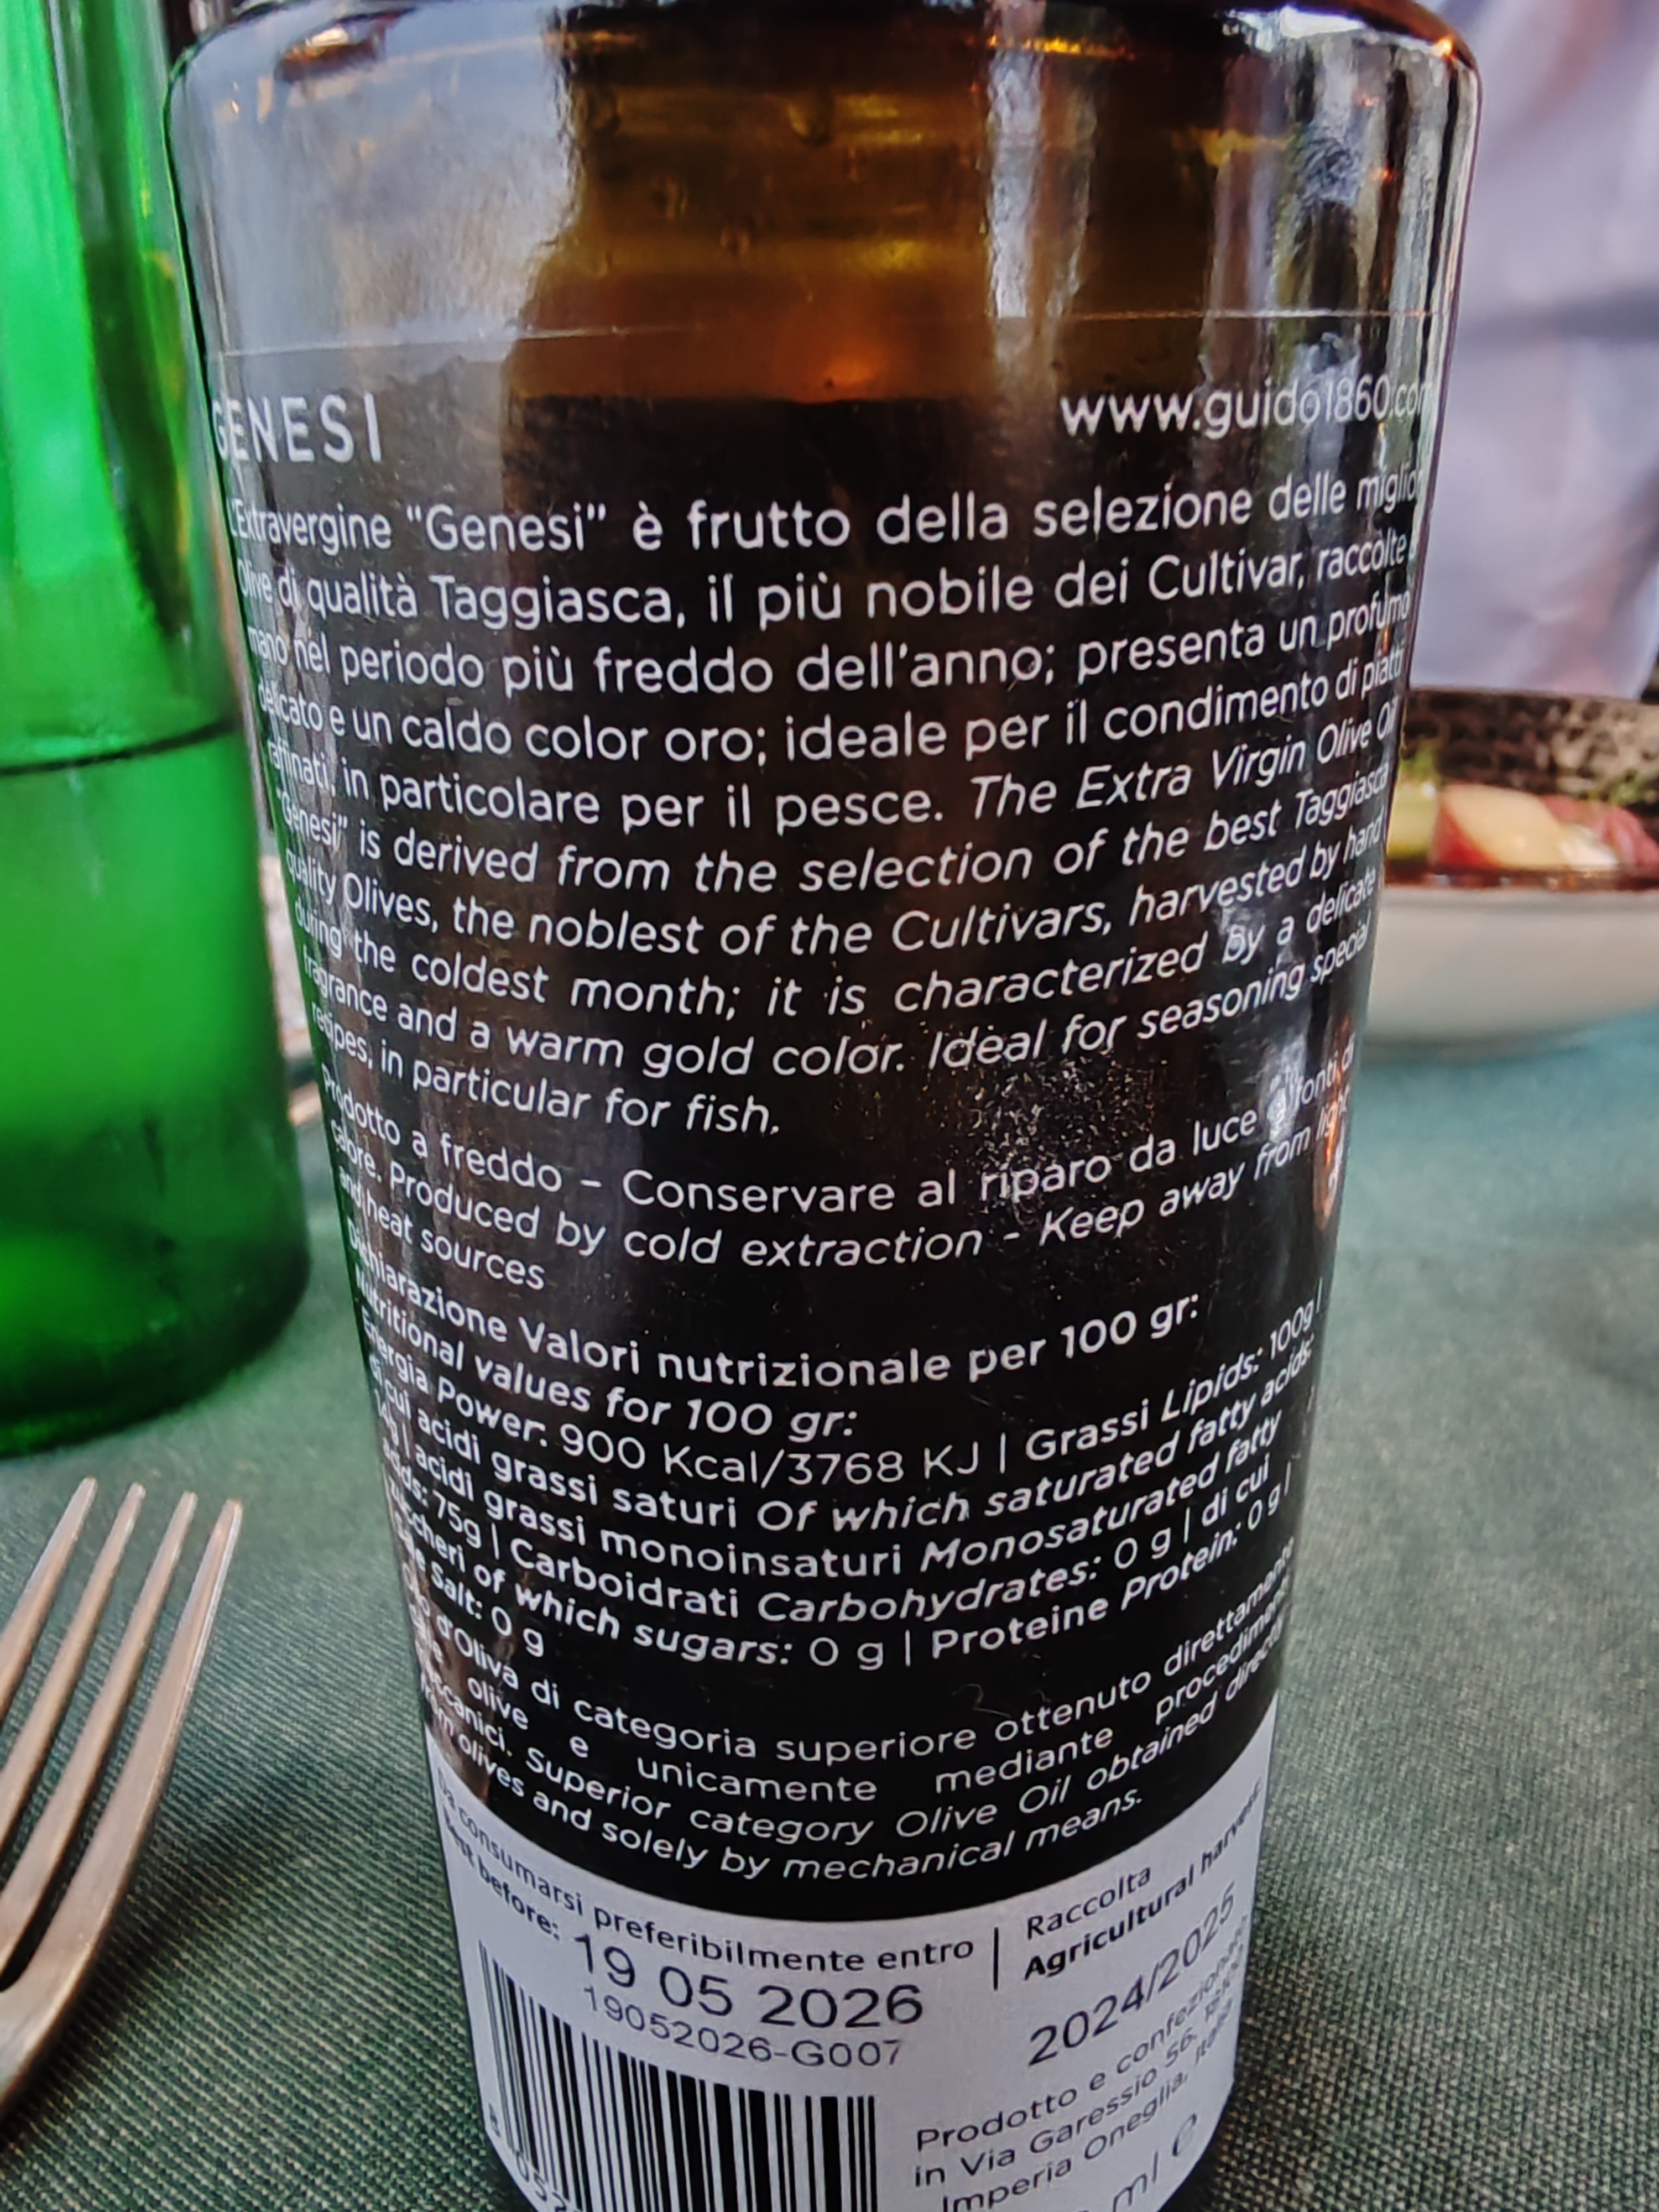 GENESI
www.guido1860.com
Extravergine "Genesi" è frutto della selezione delle miglio
Olive di qualità Taggiasca, il più nobile dei Cultivar, raccolte a
mano nel periodo più freddo dell'anno; presenta un profumo
delicato e un caldo color oro; ideale per il condimento di piatti
raffinati, in particolare per il pesce. The Extra Virgin Olive Oil
"Genesi" is derived from the selection of the best Taggiasca
quality Olives, the noblest of the Cultivars, harvested by hand
during the coldest month; it is characterized by a delicate
fragrance and a warm gold color. Ideal for seasoning special
recipes, in particular for fish.
Prodotto a freddo - Conservare al riparo da luce e fonti di
calore. Produced by cold extraction - Keep away from light
and heat sources
Dichiarazione Valori nutrizionale per 100 gr:
Nutritional values for 100 gr:
Energia Power: 900 Kcal/3768 KJ | Grassi Lipids: 100g |
di cui acidi grassi saturi Of which saturated fatty acids:
14g | acidi grassi monoinsaturi Monosaturated fatty
acids: 75g | Carboidrati Carbohydrates: 0 g | di cui
zuccheri of which sugars: 0 g | Proteine Protein: 0 g |
Sale Salt: 0 g
Olio d'Oliva di categoria superiore ottenuto direttamente
dalle olive e unicamente mediante procedimenti
meccanici. Superior category Olive Oil obtained directly
from olives and solely by mechanical means.
Da consumarsi preferibilmente entro
Best before: 19 05 2026
19052026-G007
Raccolta
Agricultural harvest:
2024/2025
Prodotto e confezionato
in Via Garessio 56,
Imperia Oneglia, Italia
ml e